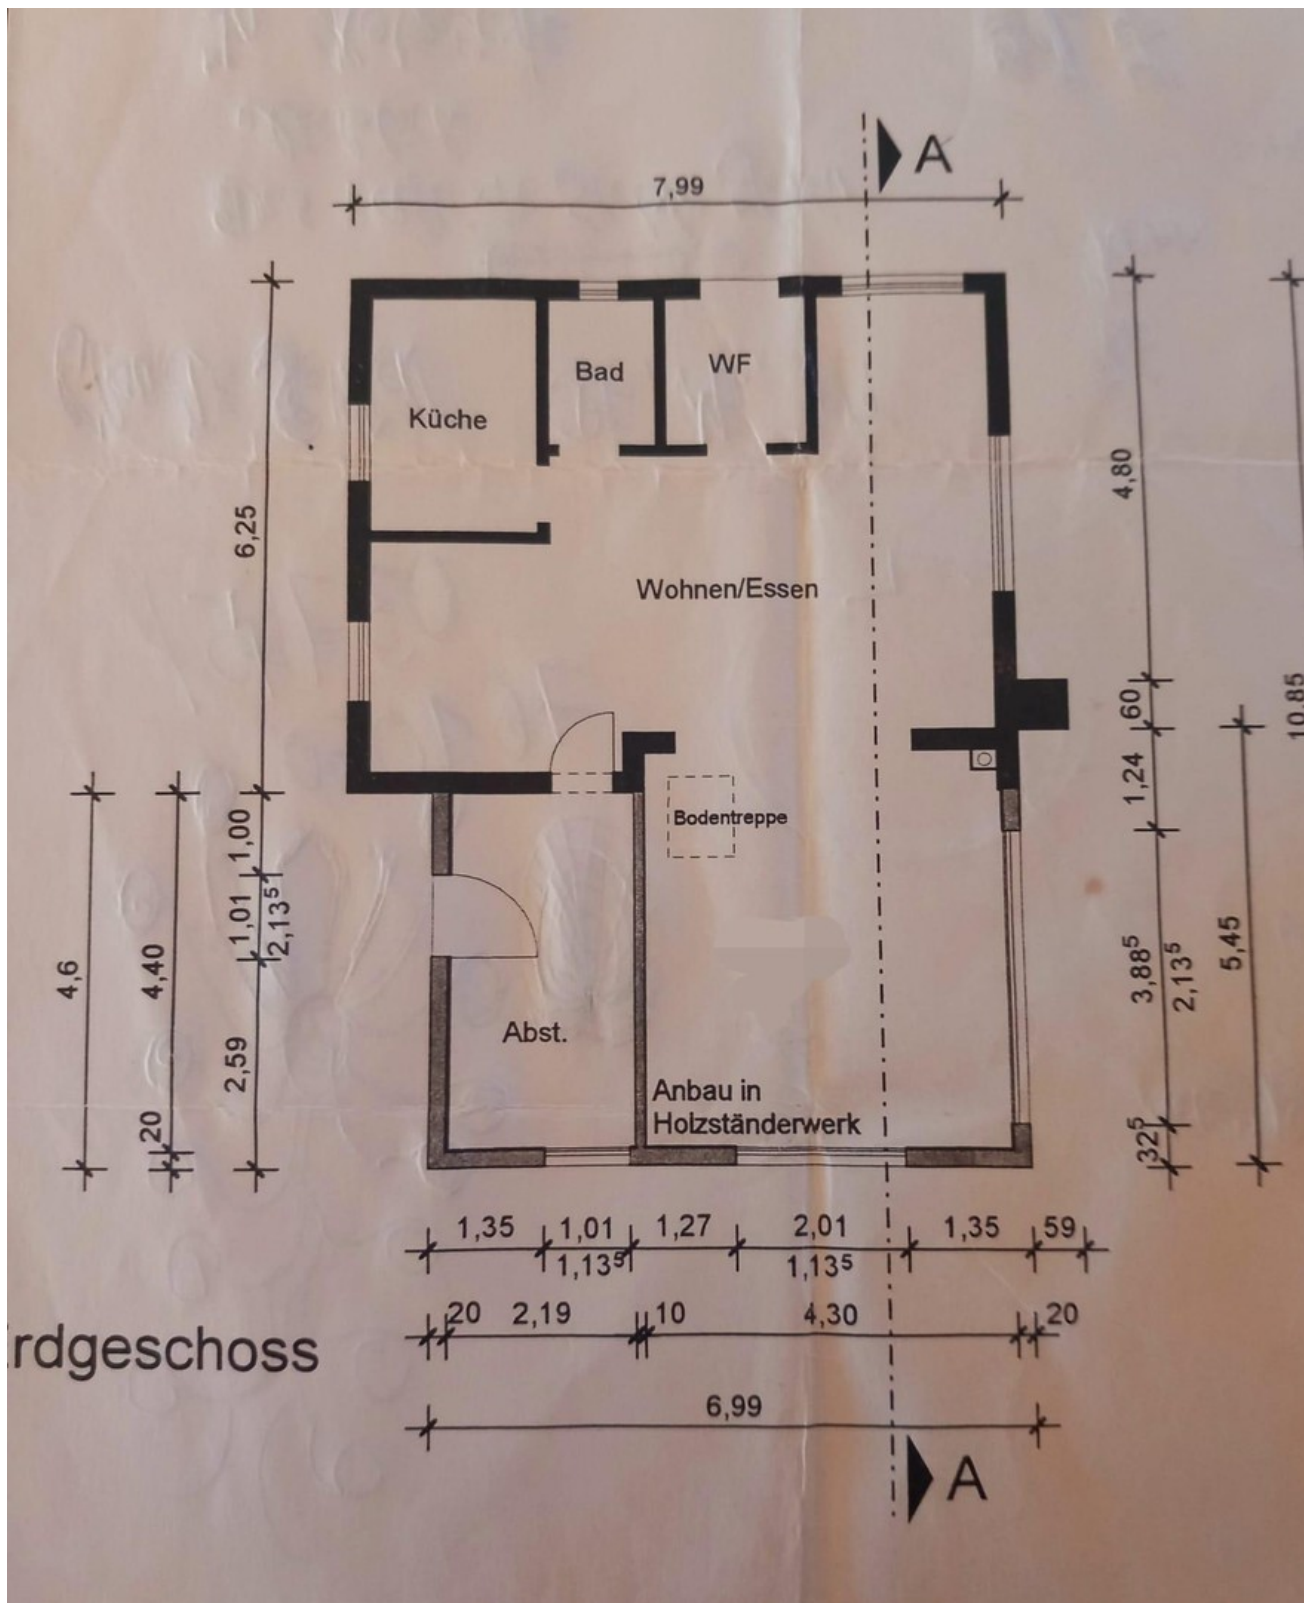 A
7,99
Küche
Bad
WF
6,25
4,80
Wohnen/Essen
60
10,85
1,24
Bodentreppe
1,00
1,01
2,13⁵
4,6
4,40
2,59
20
3,88⁵
2,13⁵
5,45
32⁵
Abst.
Anbau in
Holzständerwerk
1,35 1,01 1,27 2,01 1,35 59
1,13⁵ 1,13⁵
20 2,19 10 4,30 20
rdgeschoss
6,99
A